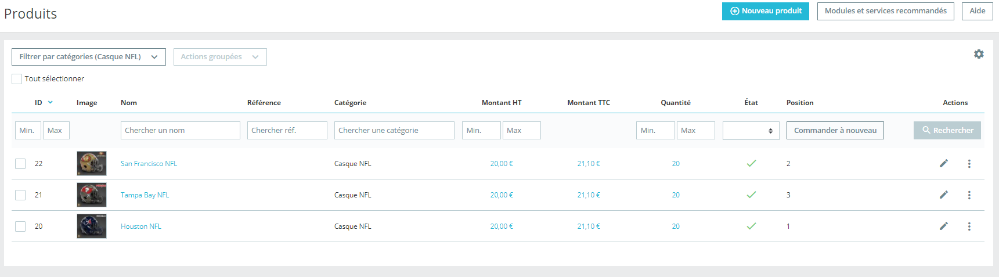 Produits
Nouveau produit
Modules et services recommandés
Aide
Filtrer par catégories (Casque NFL)
Actions groupées
Tout sélectionner
ID Image Nom Référence Catégorie Montant HT Montant TTC Quantité État Position Actions
Min. Max Chercher un nom Chercher réf. Chercher une catégorie Min. Max Min. Max Commander à nouveau Rechercher
22 San Francisco NFL Casque NFL 20,00 € 21,10 € 20 2
21 Tampa Bay NFL Casque NFL 20,00 € 21,10 € 20 3
20 Houston NFL Casque NFL 20,00 € 21,10 € 20 1